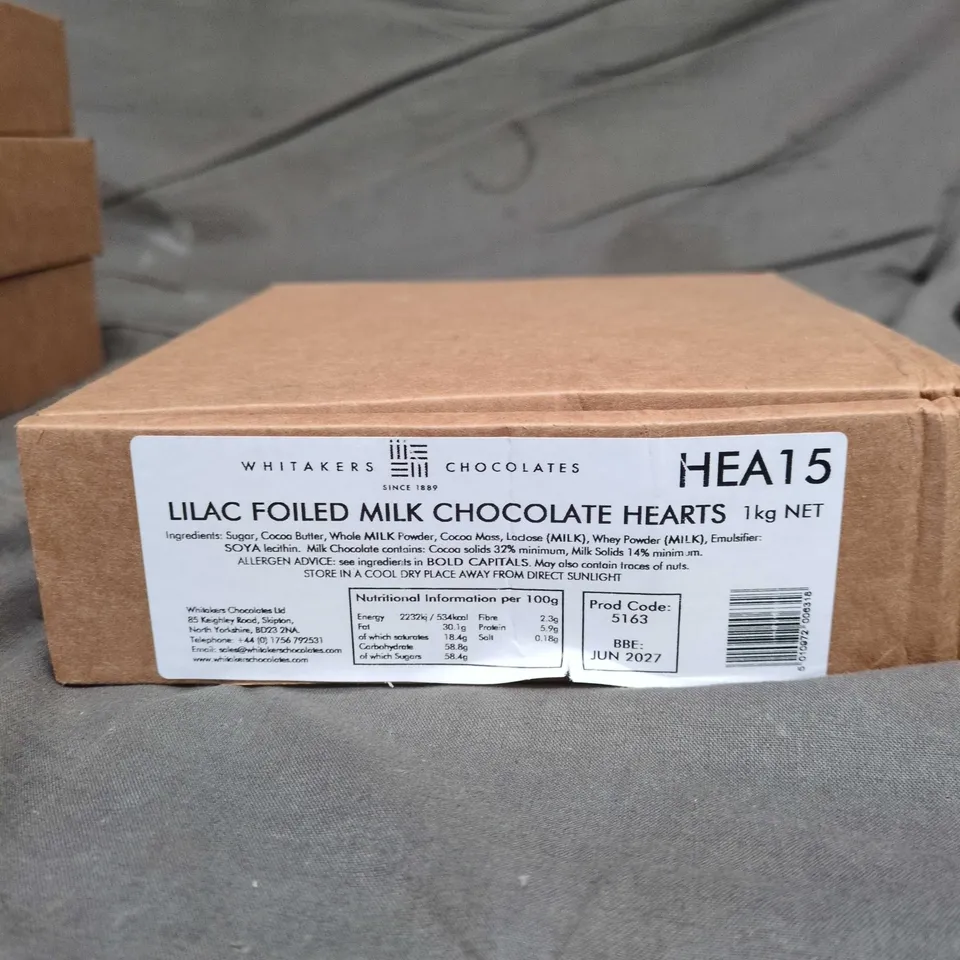 WHITAKERS CHOCOLATES
SINCE 1889
HEA15
LILAC FOILED MILK CHOCOLATE HEARTS 1kg NET
Ingredients: Sugar, Cocoa Butter, Whole MILK Powder, Cocoa Mass, Lactose (MILK), Whey Powder (MILK), Emulsifier:
SOYA lecithin. Milk Chocolate contains: Cocoa solids 32% minimum, Milk Solids 14% minimum.
ALLERGEN ADVICE: see ingredients in BOLD CAPITALS. May also contain traces of nuts.
STORE IN A COOL DRY PLACE AWAY FROM DIRECT SUNLIGHT
Whitakers Chocolates Ltd
85 Keighley Road, Skipton,
North Yorkshire, BD23 2NA.
Telephone: +44 (0) 1756 792531
Email: sales@whitakerschocolates.com
www.whitakerschocolates.com
Nutritional Information per 100g
Energy 2232kj / 534kcal Fibre 2.3g
Fat 30.1g Protein 5.9g
of which saturates 18.4g Salt 0.18g
Carbohydrate 58.8g
of which Sugars 58.4g
Prod Code:
5163
BBE:
JUN 2027
5010972 006318